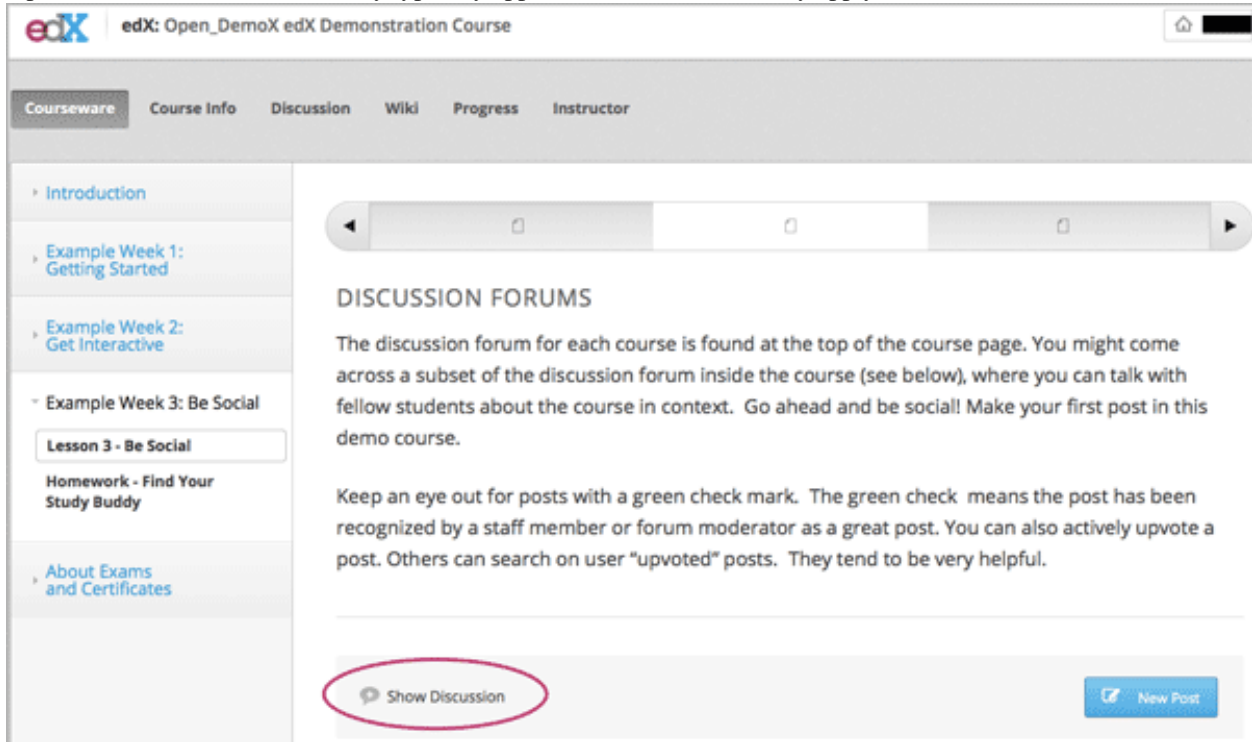 edX edX: Open_DemoX edX Demonstration Course
Courseware Course Info Discussion Wiki Progress Instructor
Introduction
Example Week 1:
Getting Started
Example Week 2:
Get Interactive
Example Week 3: Be Social
Lesson 3 - Be Social
Homework - Find Your
Study Buddy
About Exams
and Certificates
DISCUSSION FORUMS
The discussion forum for each course is found at the top of the course page. You might come
across a subset of the discussion forum inside the course (see below), where you can talk with
fellow students about the course in context. Go ahead and be social! Make your first post in this
demo course.
Keep an eye out for posts with a green check mark. The green check means the post has been
recognized by a staff member or forum moderator as a great post. You can also actively upvote a
post. Others can search on user “upvoted” posts. They tend to be very helpful.
Show Discussion
New Post